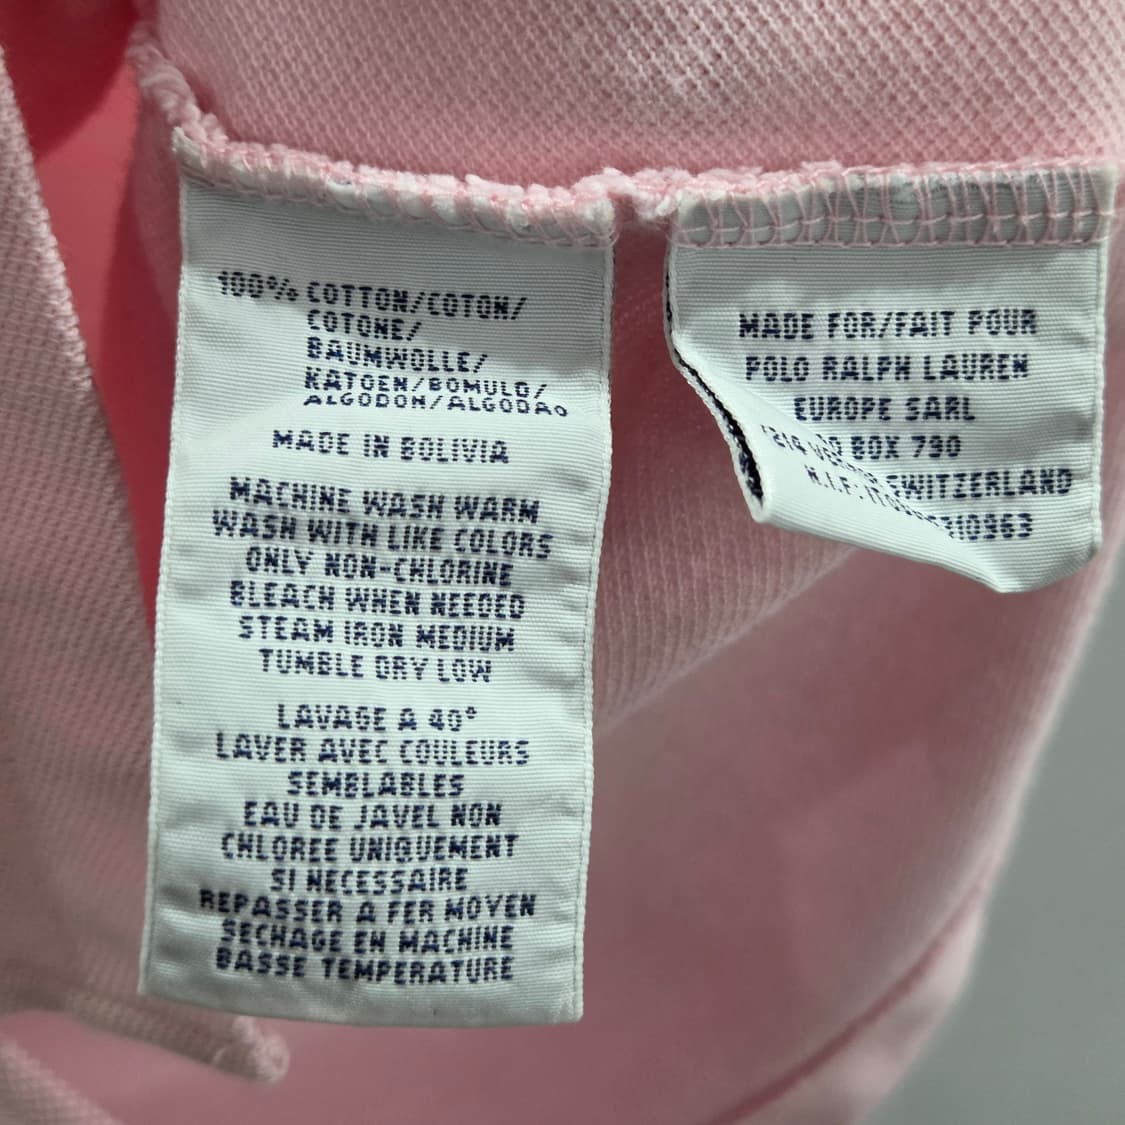 100% COTTON/COTON/
COTONE/
BAUMWOLLE/
KATOEN/BOMULD/
ALGODON/ALGODAO
MADE IN BOLIVIA
MACHINE WASH WARM
WASH WITH LIKE COLORS
ONLY NON-CHLORINE
BLEACH WHEN NEEDED
STEAM IRON MEDIUM
TUMBLE DRY LOW
LAVAGE A 40°
LAVER AVEC COULEURS
SEMBLABLES
EAU DE JAVEL NON
CHLOREE UNIQUEMENT
SI NECESSAIRE
REPASSER A FER MOYEN
SECHAGE EN MACHINE
BASSE TEMPERATURE
MADE FOR/FAIT POUR
POLO RALPH LAUREN
EUROPE SARL
BOX 790
SWITZERLAND
N.I.F.: